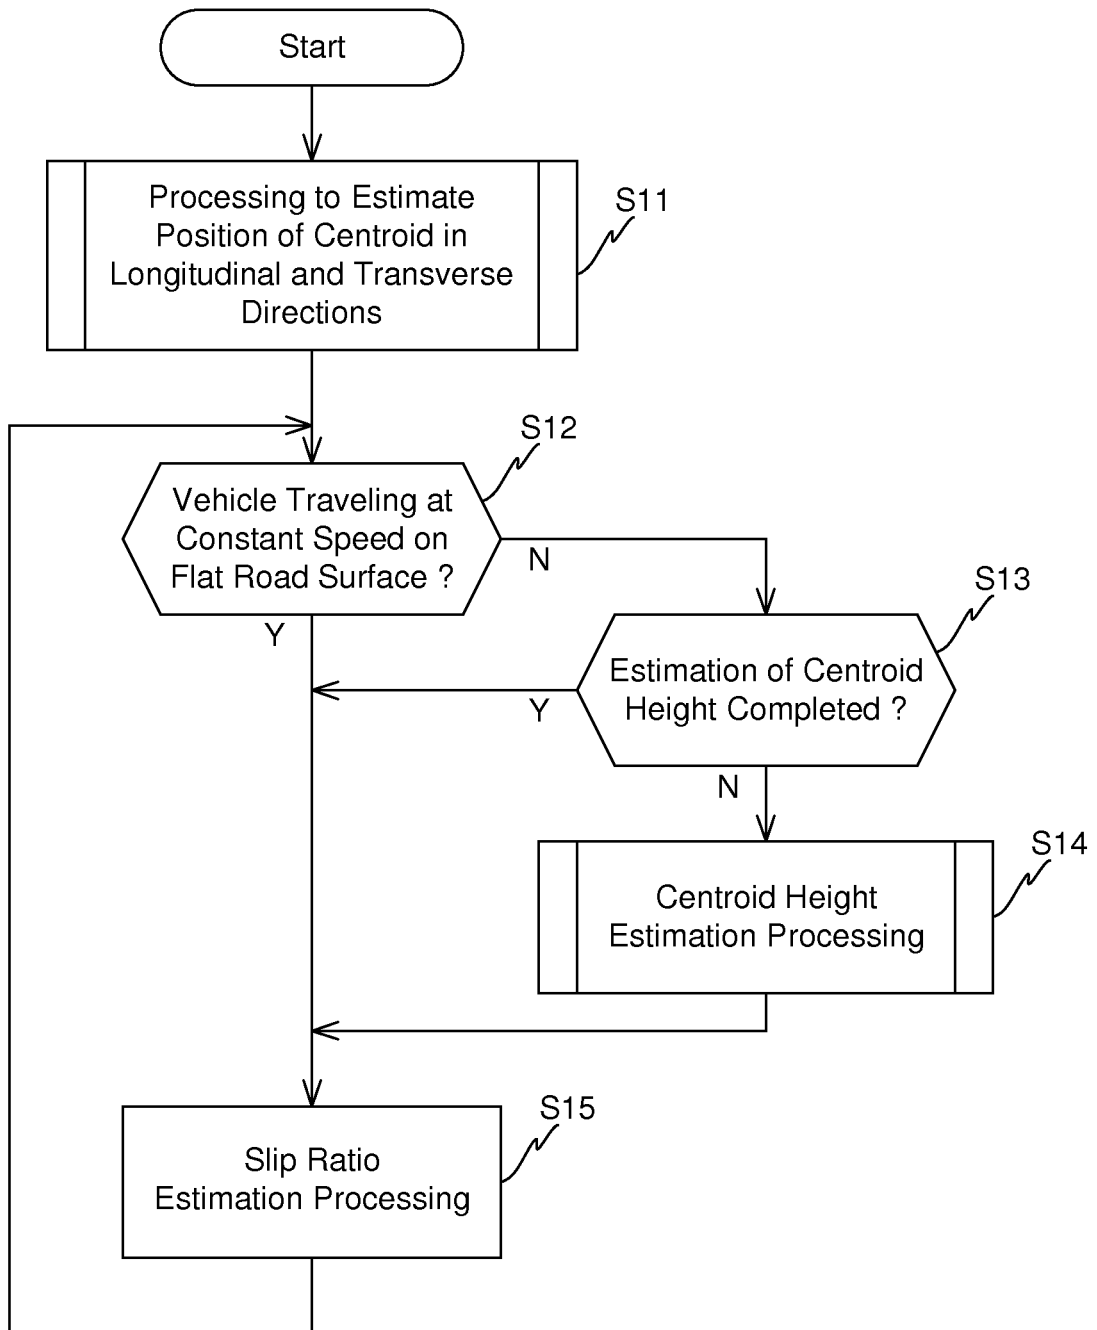 Start
Processing to Estimate
Position of Centroid in
Longitudinal and Transverse
Directions
S11
S12
Vehicle Traveling at
Constant Speed on
Flat Road Surface ?
N
Y
S13
Estimation of Centroid
Height Completed ?
Y
N
S14
Centroid Height
Estimation Processing
S15
Slip Ratio
Estimation Processing